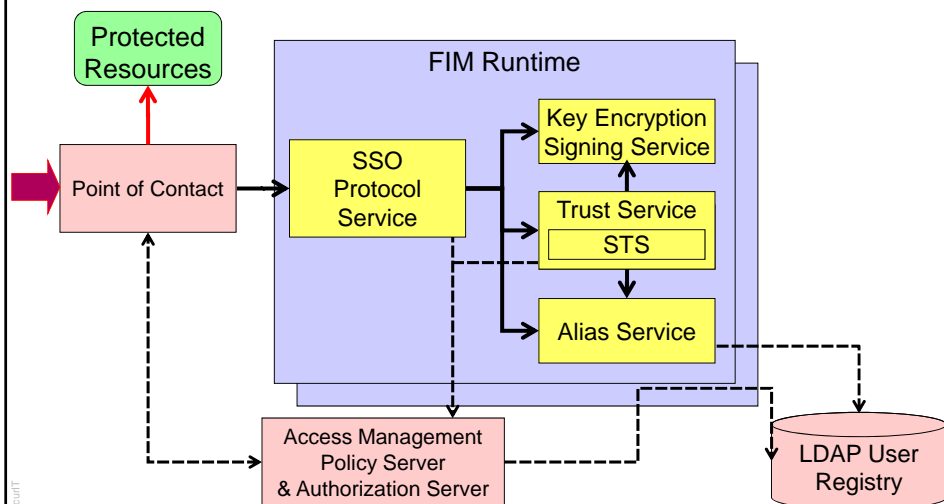 Protected
Resources
FIM Runtime
Key Encryption
Signing Service
SSO
Protocol
Service
Point of Contact
Trust Service
STS
Alias Service
Access Management
Policy Server
& Authorization Server
LDAP User
Registry